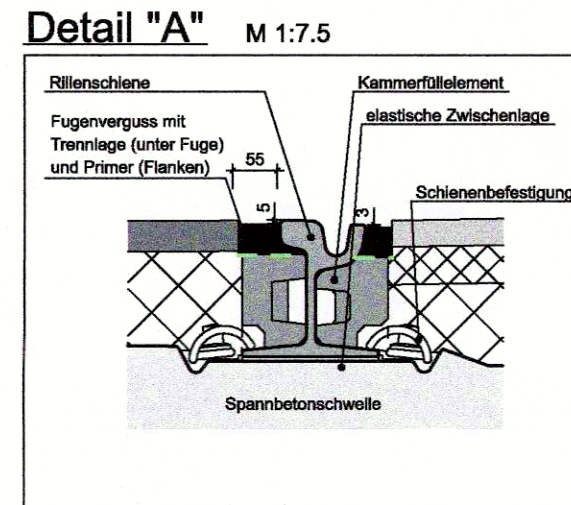 Detail "A" M 1:7.5
Rillenschiene
Kammerfüllelement
elastische Zwischenlage
Fugenverguss mit
Trennlage (unter Fuge)
und Primer (Flanken)
55
5
3
Schienenbefestigung
Spannbetonschwelle